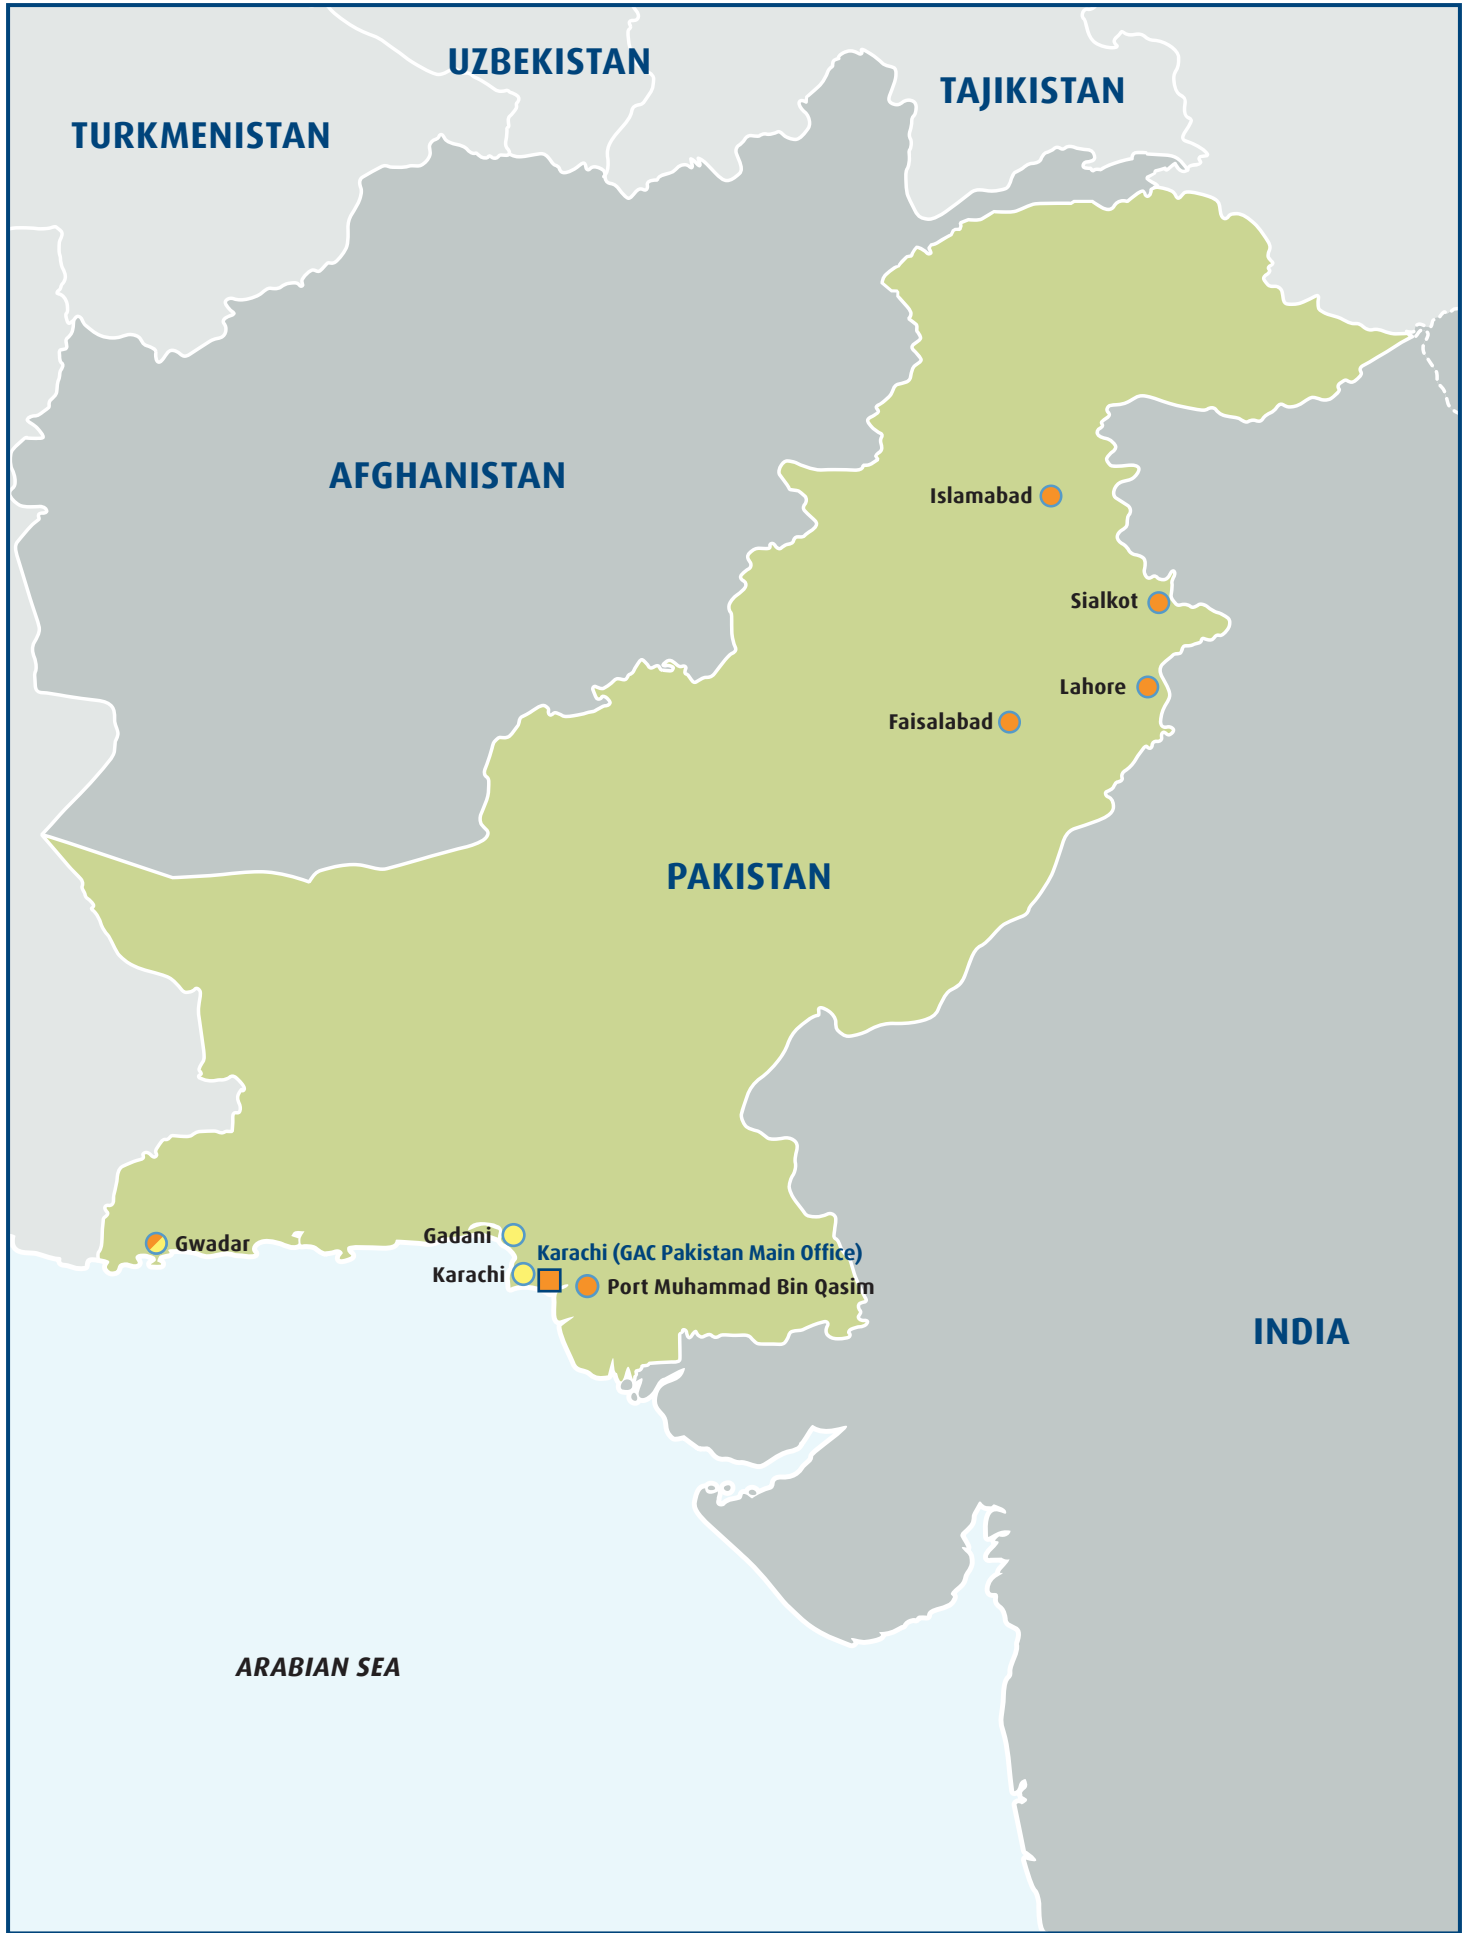 UZBEKISTAN
TAJIKISTAN
TURKMENISTAN
AFGHANISTAN
Islamabad
Sialkot
Lahore
Faisalabad
PAKISTAN
Gadani
Gwadar
Karachi (GAC Pakistan Main Office)
Karachi
Port Muhammad Bin Qasim
INDIA
ARABIAN SEA